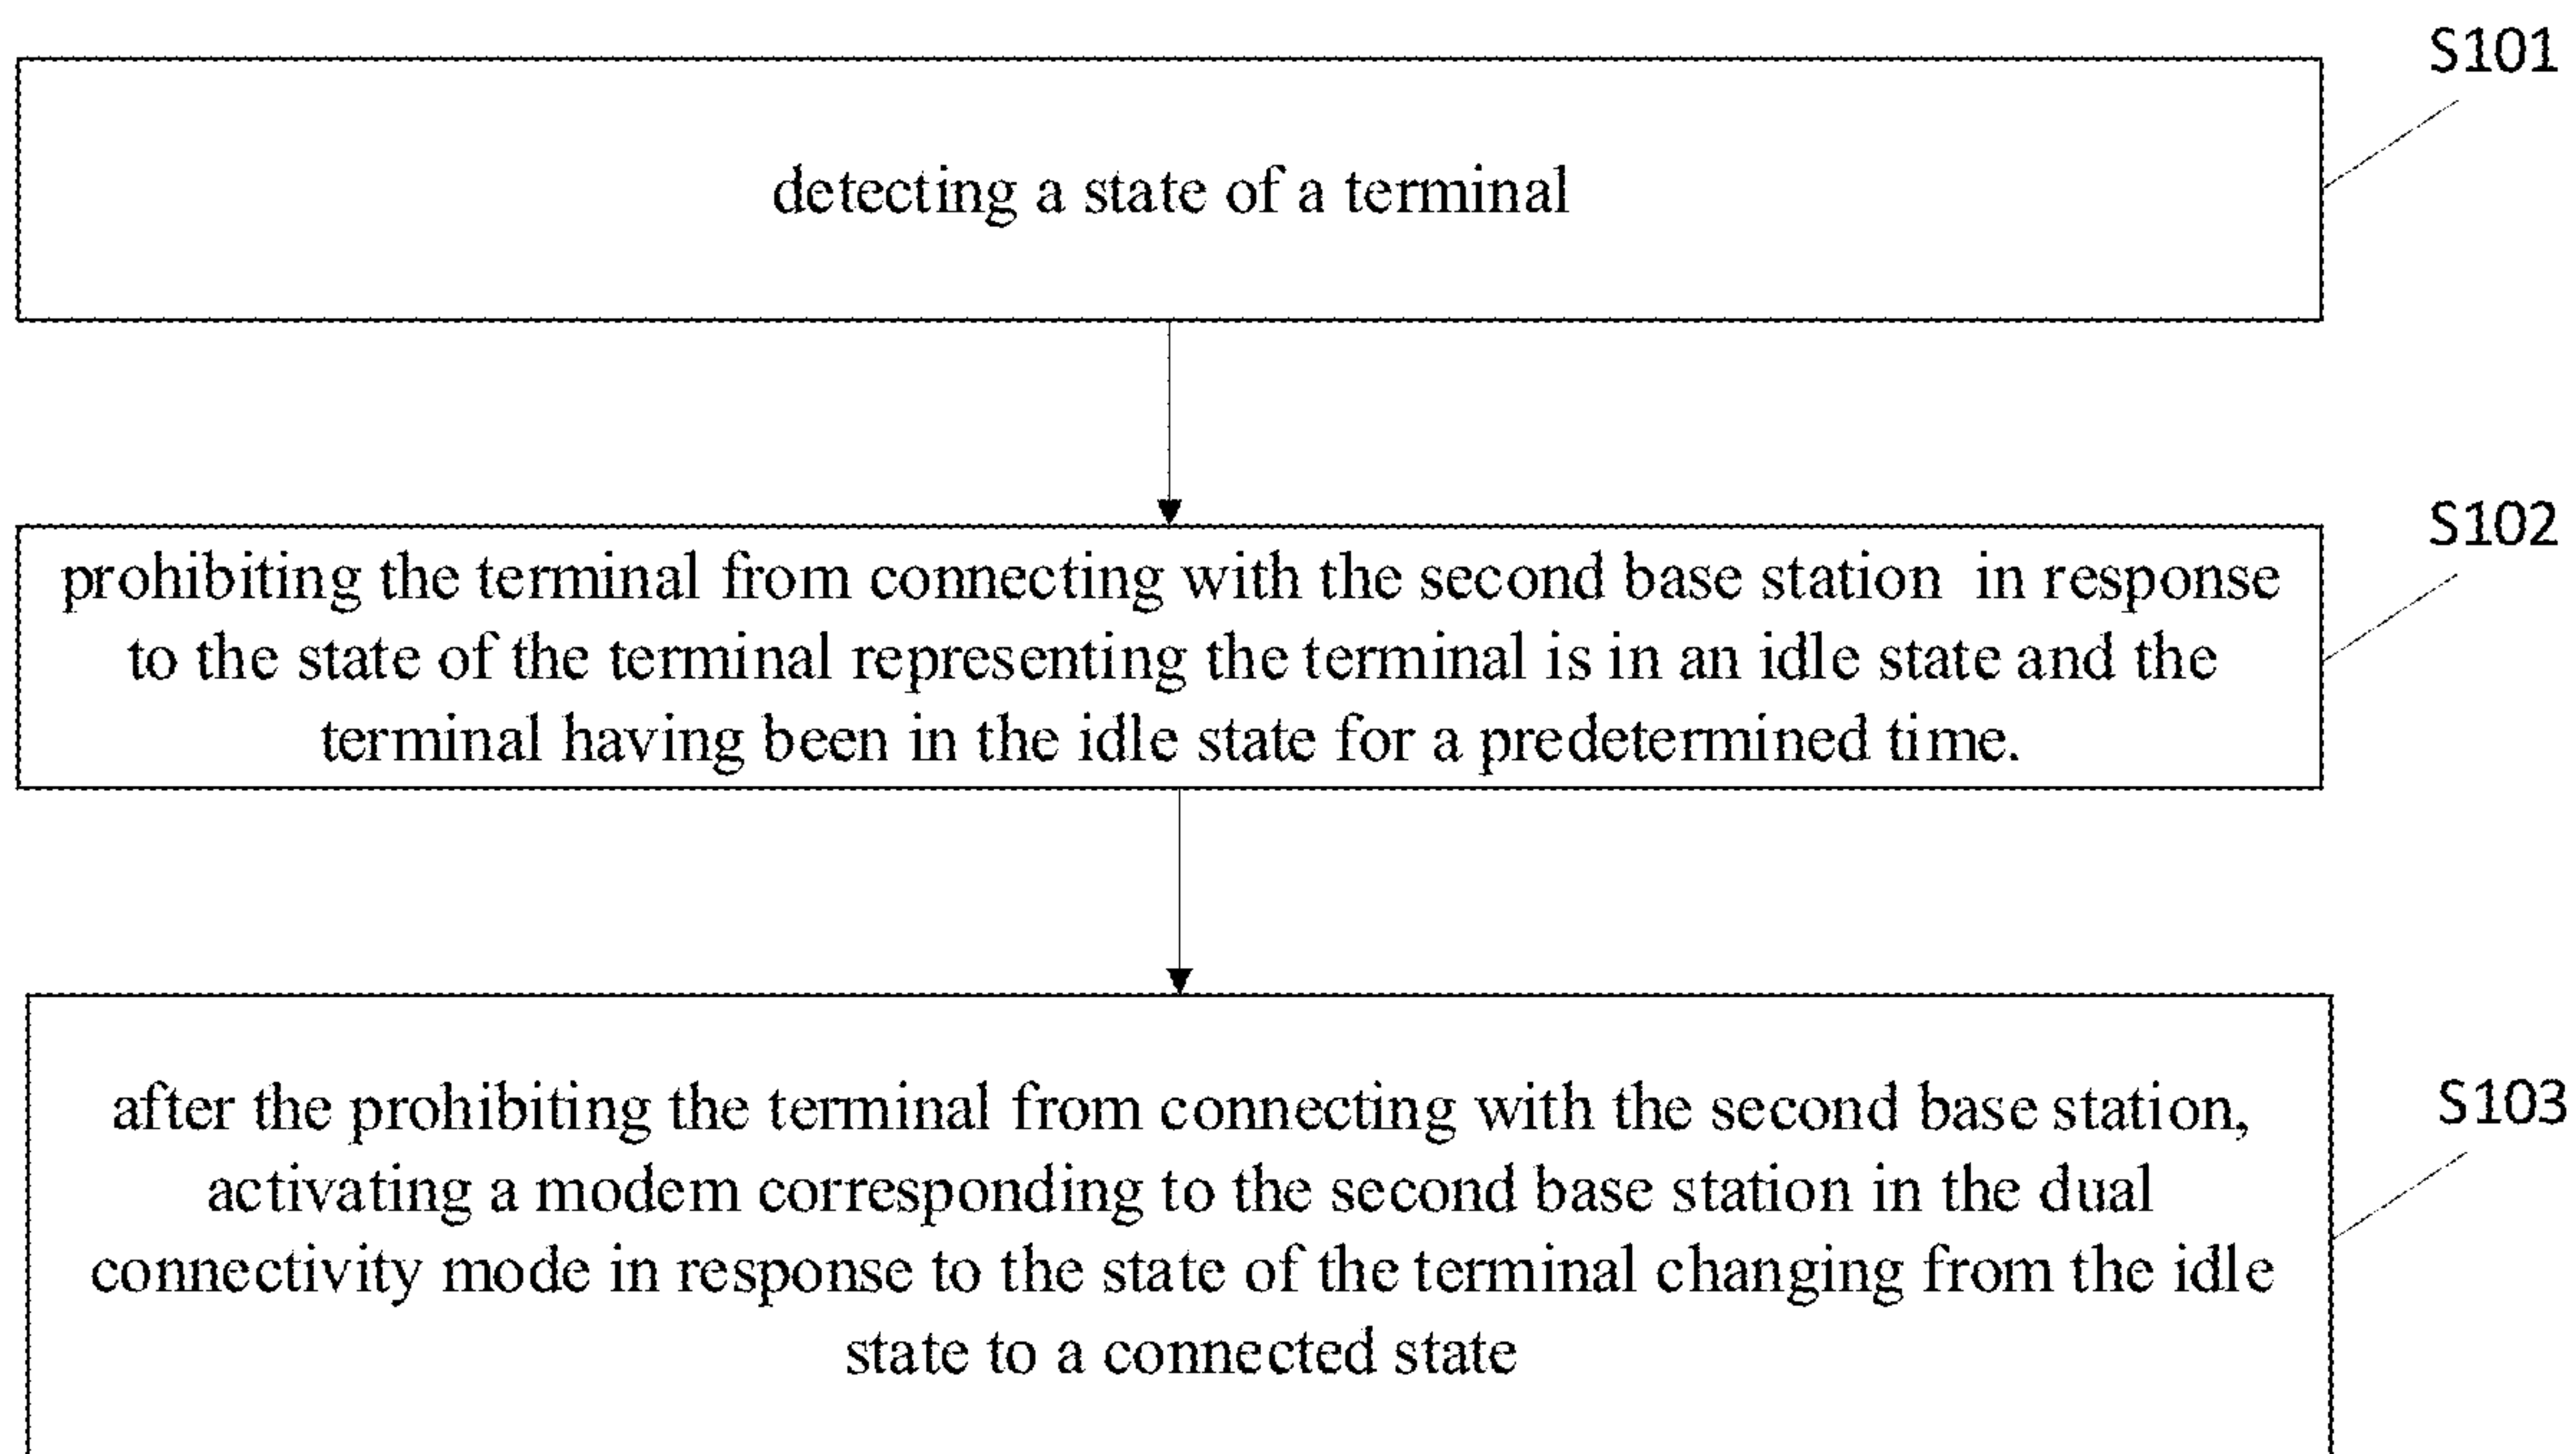 S101
detecting a state of a terminal
S102
prohibiting the terminal from connecting with the second base station in response
to the state of the terminal representing the terminal is in an idle state and the
terminal having been in the idle state for a predetermined time.
S103
after the prohibiting the terminal from connecting with the second base station,
activating a modem corresponding to the second base station in the dual
connectivity mode in response to the state of the terminal changing from the idle
state to a connected state